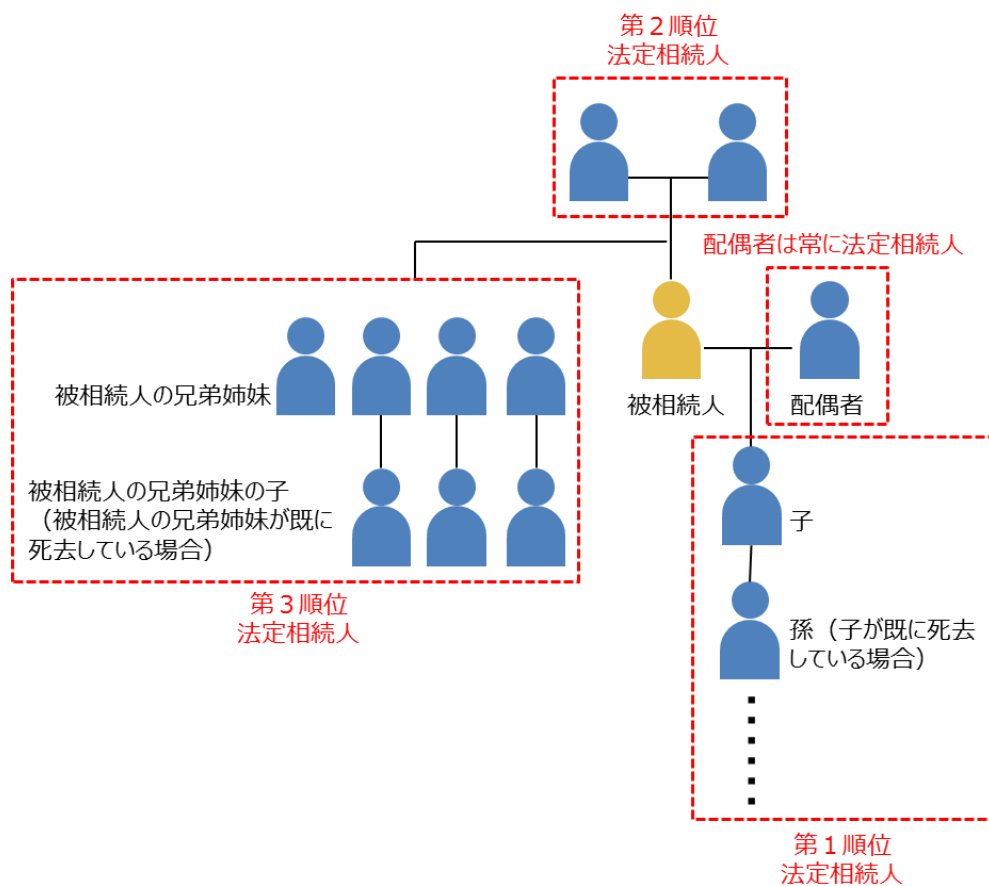 第２順位
法定相続人
配偶者は常に法定相続人
被相続人の兄弟姉妹
被相続人
配偶者
被相続人の兄弟姉妹の子
（被相続人の兄弟姉妹が既に
死去している場合）
子
第３順位
法定相続人
孫（子が既に死去
している場合）
第１順位
法定相続人